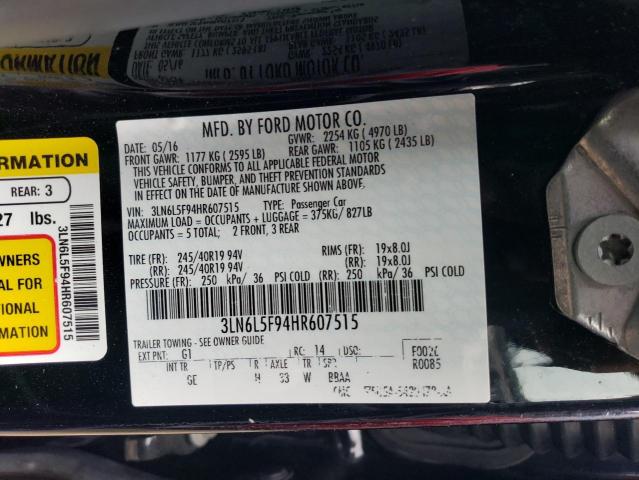 MFD. BY FORD MOTOR CO.
DATE: 05/16 GVWR: 2254 KG ( 4970 LB)
FRONT GAWR: 1177 KG ( 2595 LB) REAR GAWR: 1105 KG ( 2435 LB)
THIS VEHICLE CONFORMS TO ALL APPLICABLE FEDERAL MOTOR
VEHICLE SAFETY, BUMPER, AND THEFT PREVENTION STANDARDS
IN EFFECT ON THE DATE OF MANUFACTURE SHOWN ABOVE.
VIN: 3LN6L5F94HR607515 TYPE: Passenger Car
MAXIMUM LOAD = OCCUPANTS + LUGGAGE = 375KG/ 827LB
OCCUPANTS = 5 TOTAL: 2 FRONT, 3 REAR
TIRE (FR): 245/40R19 94V RIMS (FR): 19x8.0J
(RR): 245/40R19 94V (RR): 19x8.0J
PRESSURE (FR): 250 kPa/ 36 PSI COLD (RR) 250 kPa/ 36 PSI COLD
3LN6L5F94HR607515
TRAILER TOWING - SEE OWNER GUIDE
EXT PNT: G1 RC: 14 DSO: F0020
INT TR TP/PS R AXLE TR SPR R0085
GE H 33 W BBAA
ORMATION
REAR: 3
27 lbs.
WNERS
AL FOR
TIONAL
MATION
3LN6L5F94HR607515